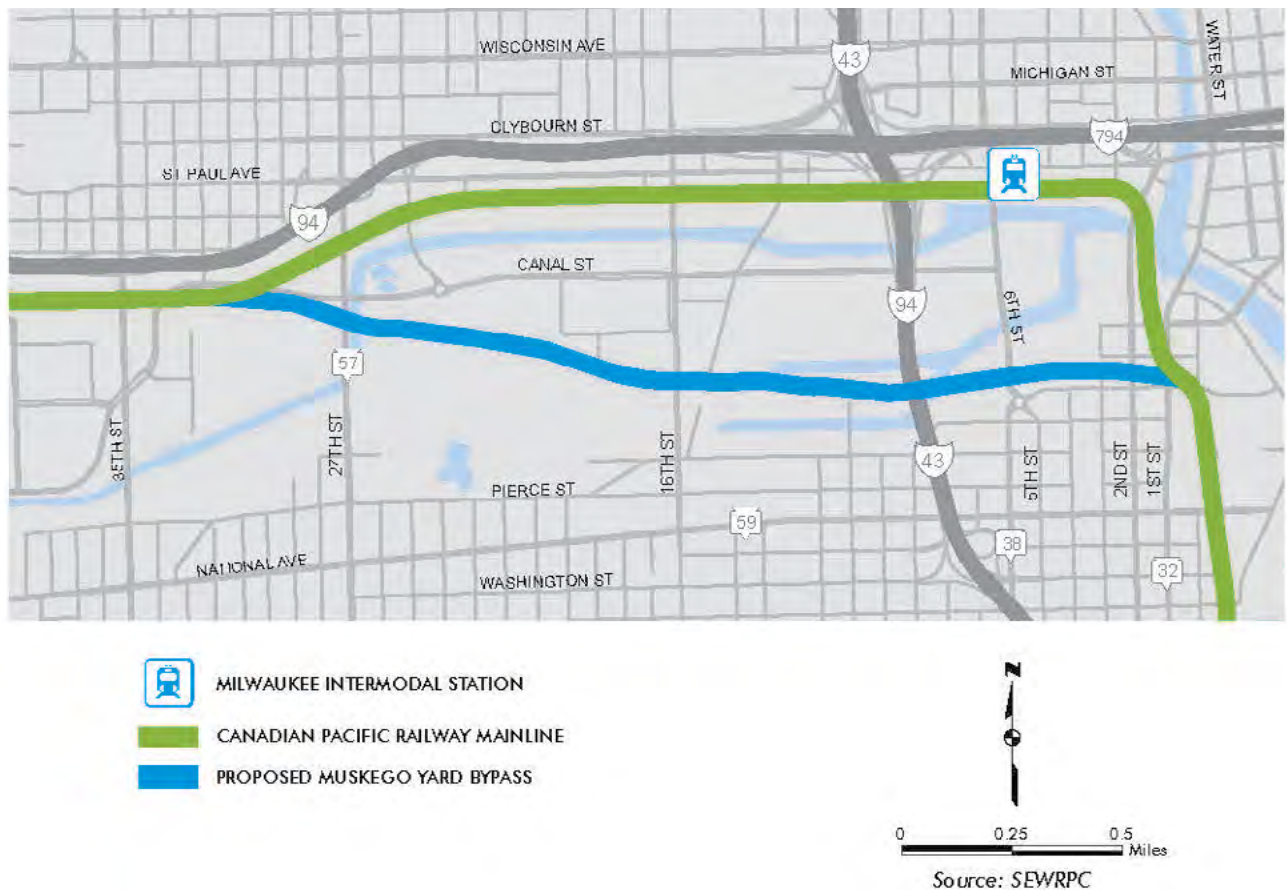 WISCONSIN AVE
43
MICHIGAN ST
WATER ST
CLYBOURN ST
794
ST PAUL AVE
94
CANAL ST
94
6TH ST
57
35TH ST
27TH ST
16TH ST
43
5TH ST
2ND ST
1ST ST
PIERCE ST
59
38
NATIONAL AVE
WASHINGTON ST
32
MILWAUKEE INTERMODAL STATION
CANADIAN PACIFIC RAILWAY MAINLINE
PROPOSED MUSKEGO YARD BYPASS
N
0 0.25 0.5
Miles
Source: SEWRPC